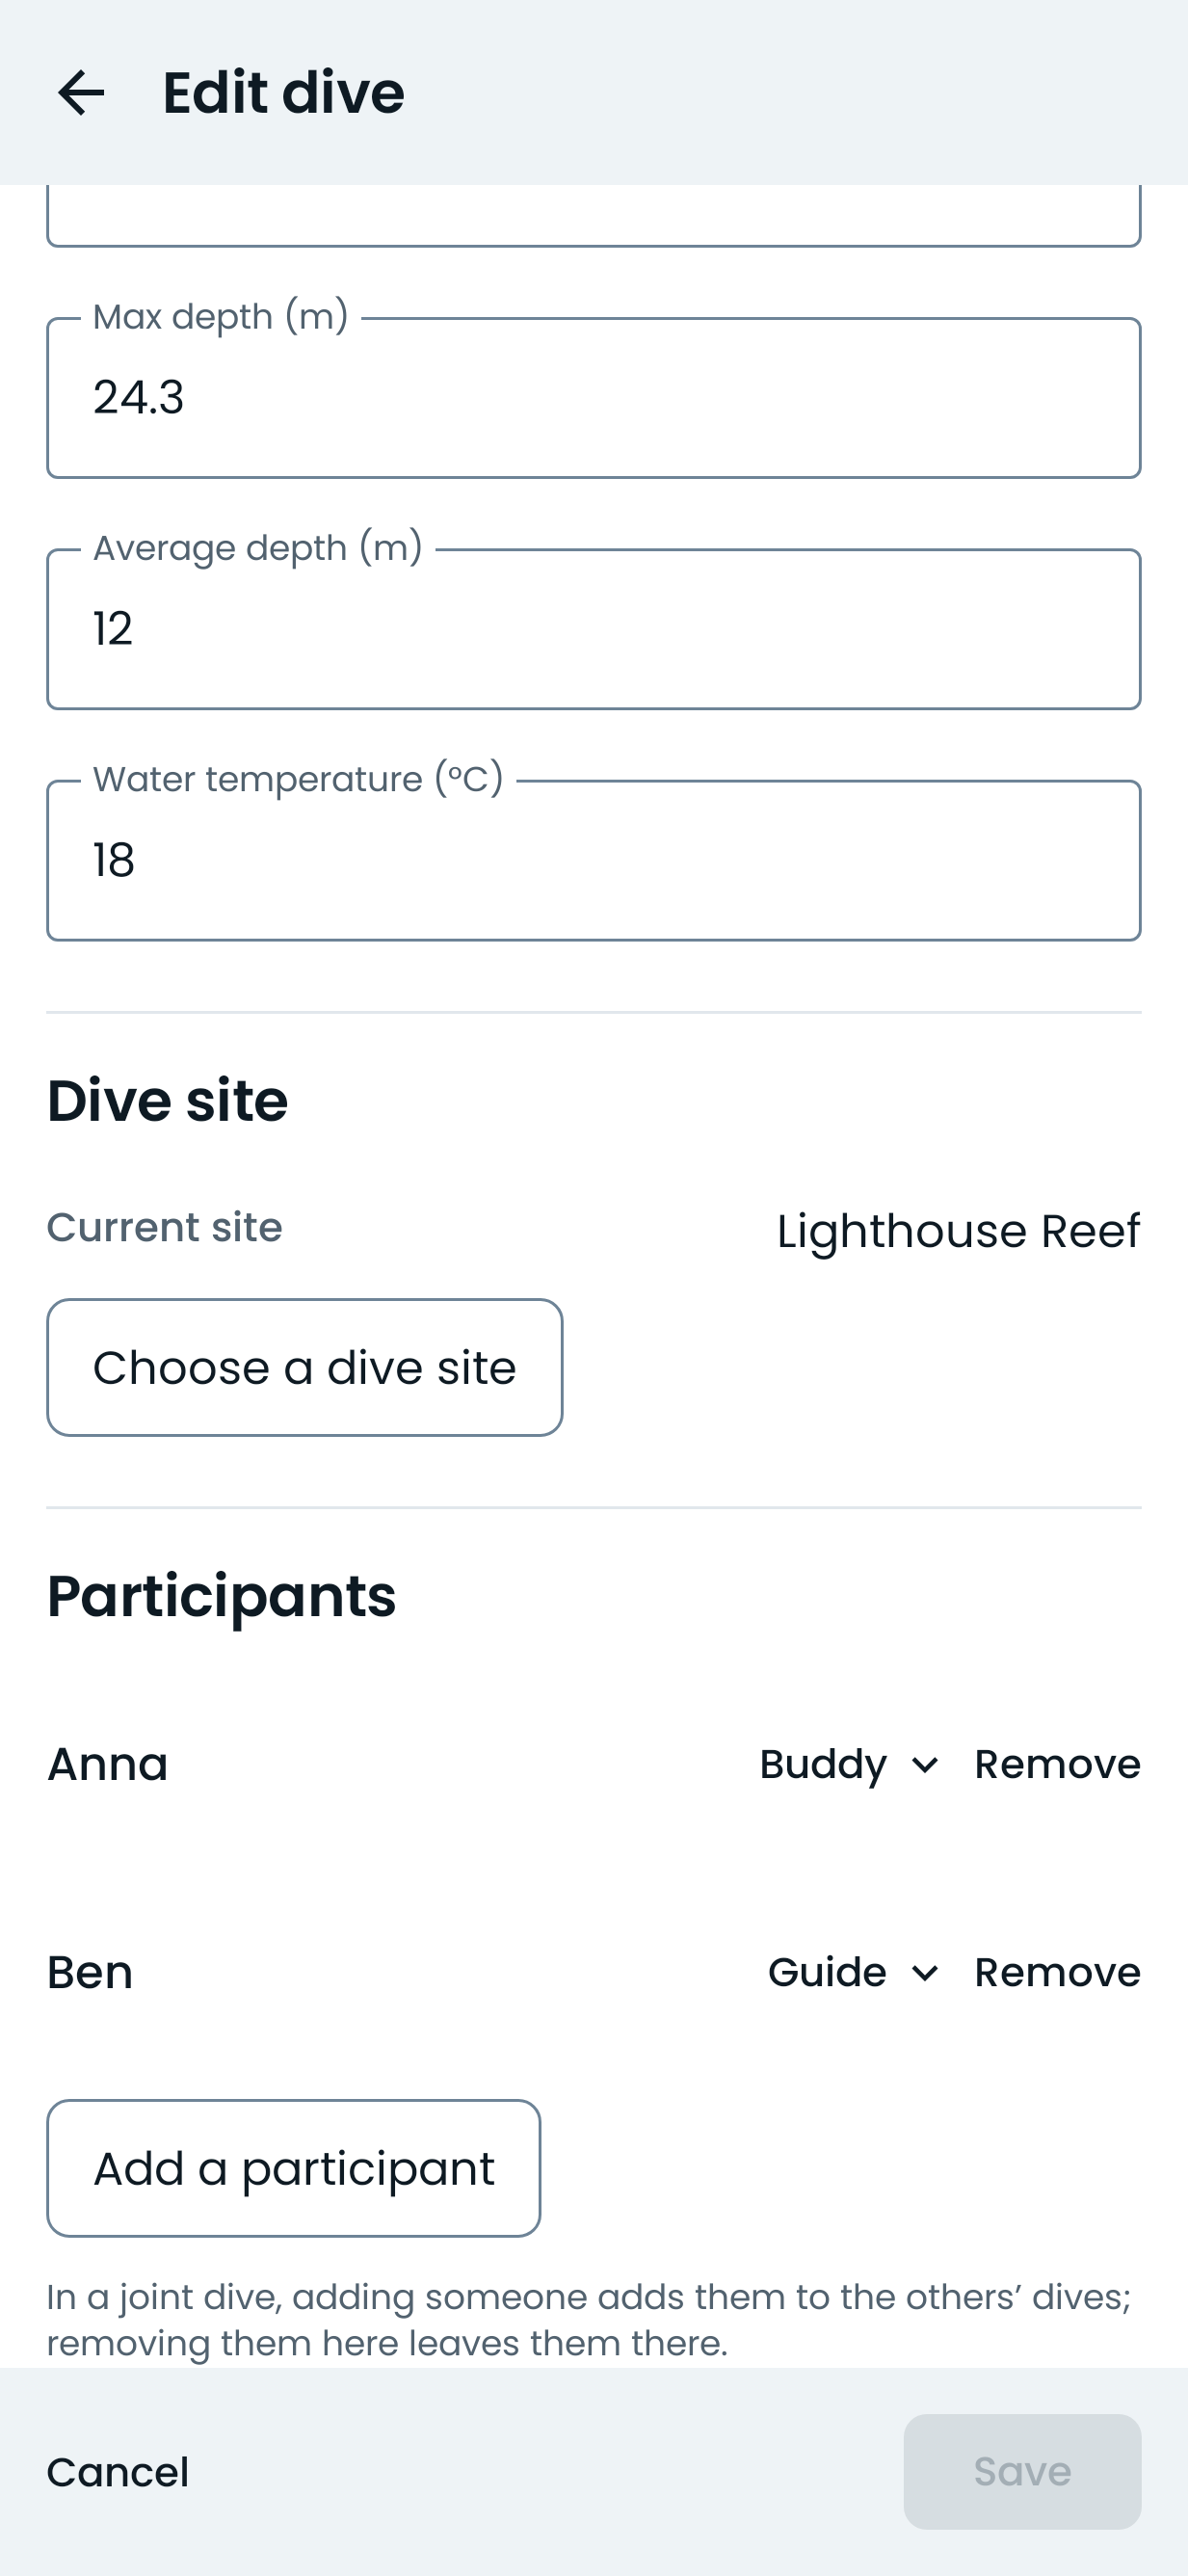 Edit dive
Max depth (m)
24.3
Average depth (m)
12
Water temperature (°C)
18
Dive site
Current site
Lighthouse Reef
Choose a dive site
Participants
Anna
Buddy
Remove
Ben
Guide
Remove
Add a participant
In a joint dive, adding someone adds them to the others’ dives;
removing them here leaves them there.
Cancel
Save